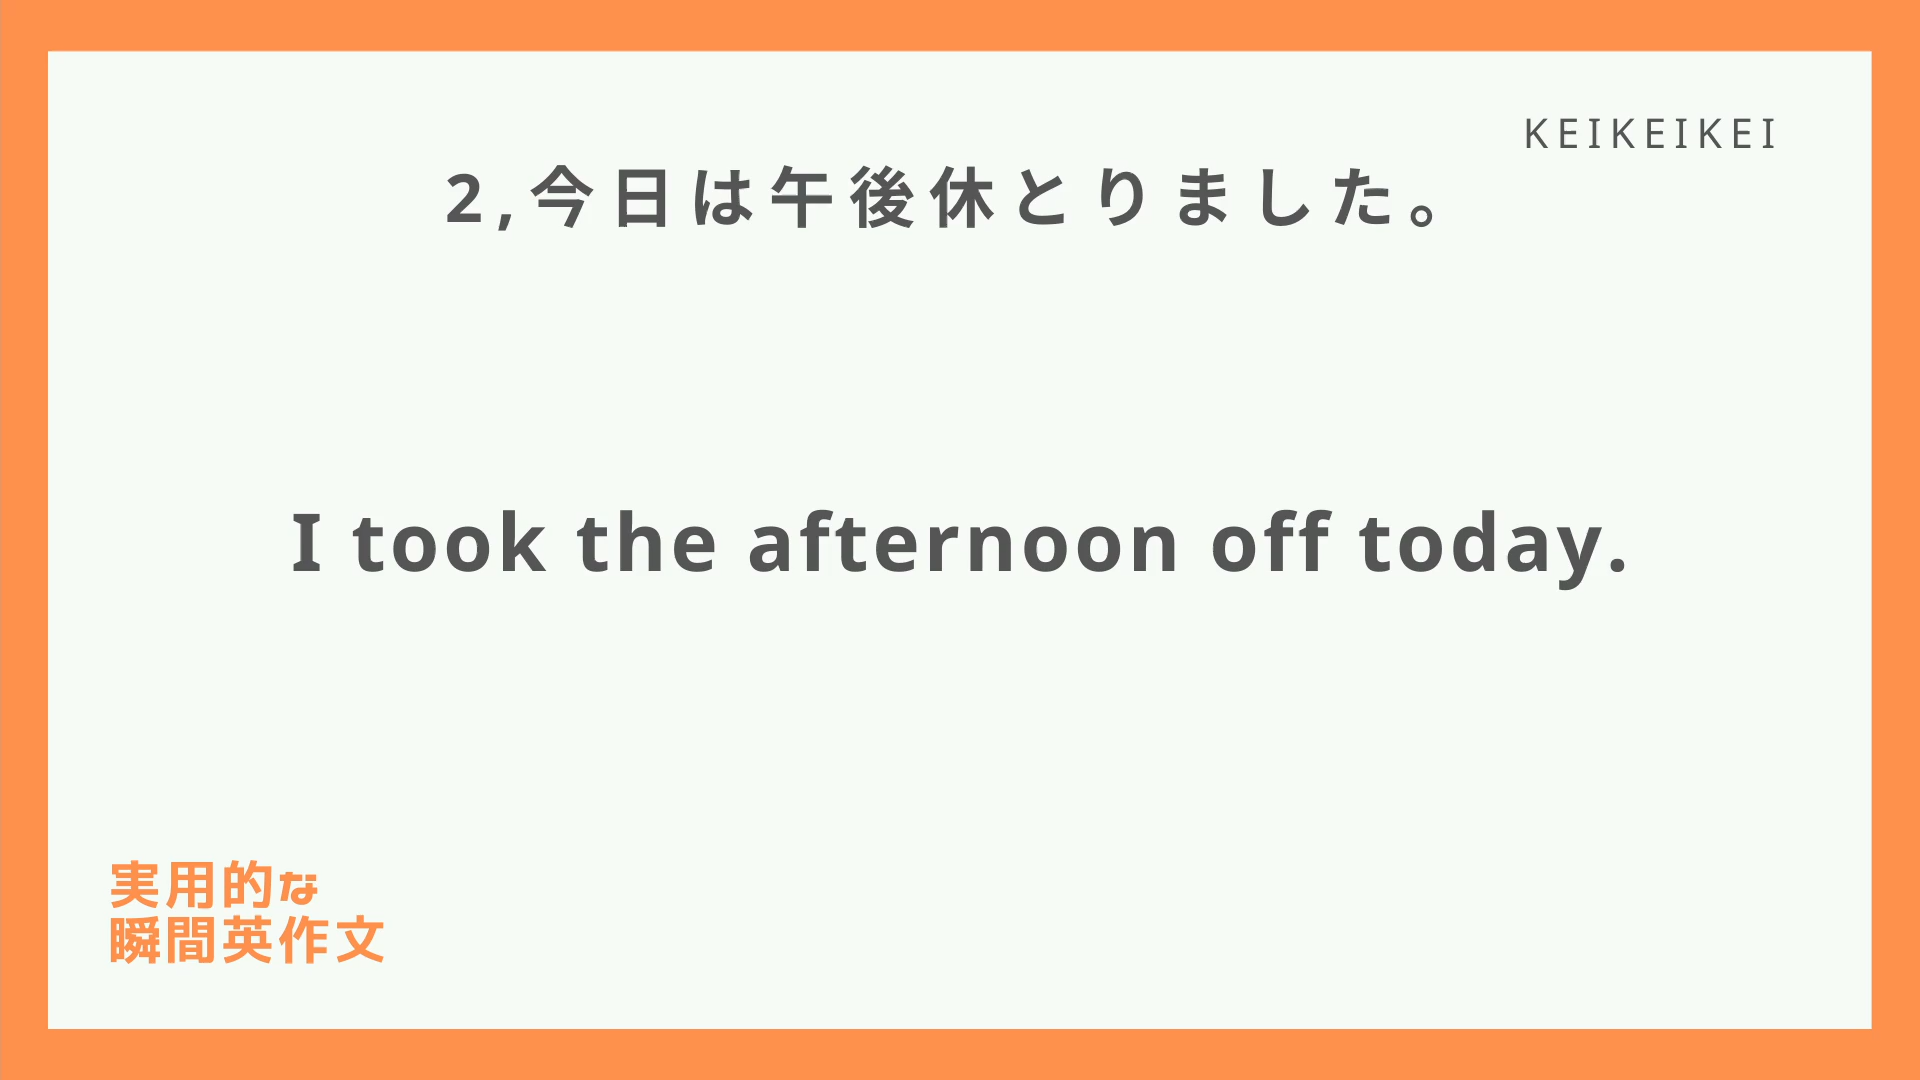 KEIKEIKEI
2,今日は午後休とりました。
I took the afternoon off today.
実用的な
瞬間英作文